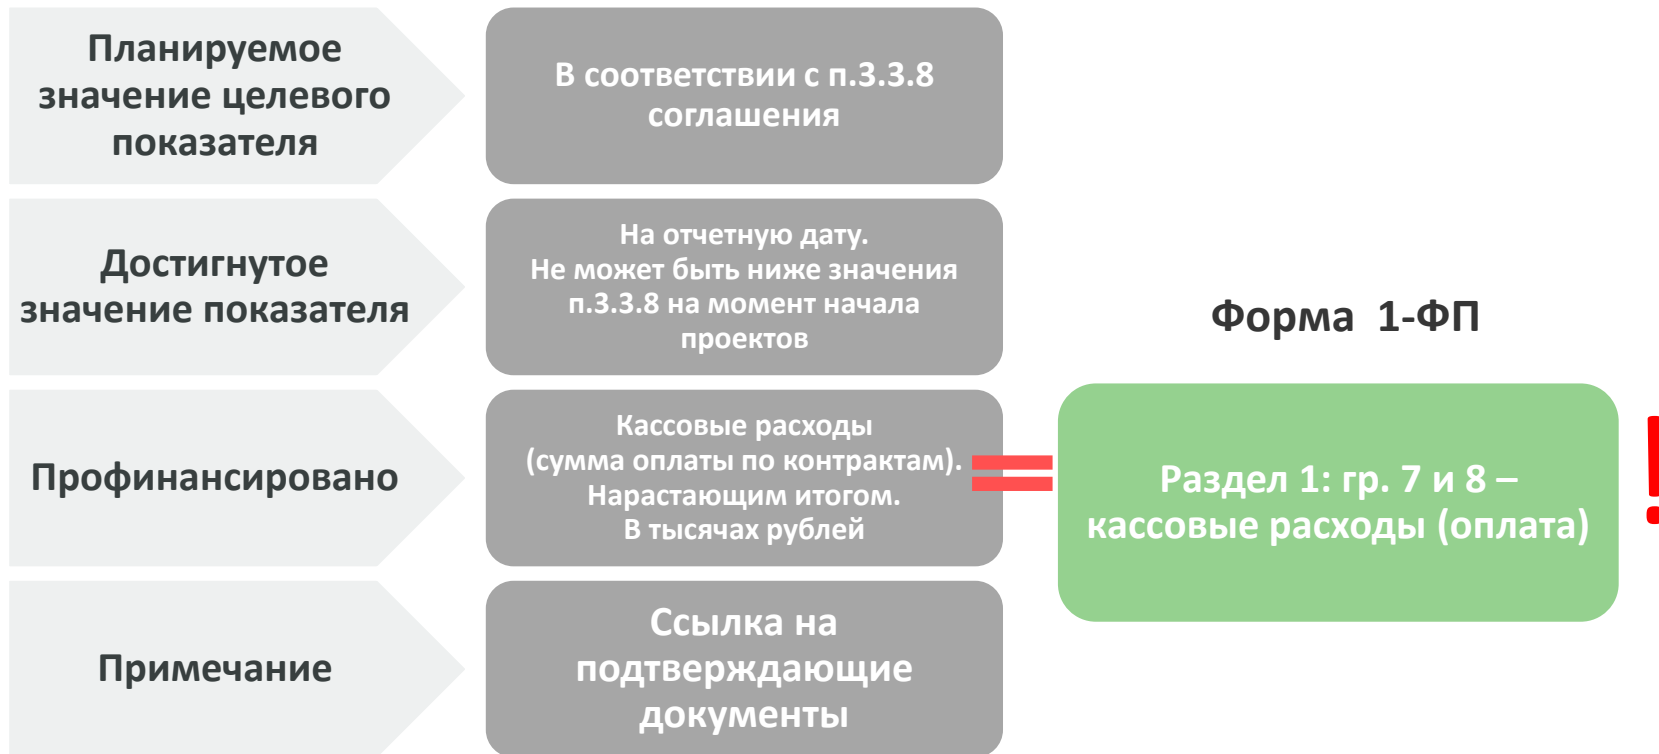 Планируемое
значение целевого
показателя
В соответствии с п.3.3.8
соглашения
Достигнутое
значение показателя
На отчетную дату.
Не может быть ниже значения
п.3.3.8 на момент начала
проектов
Профинансировано
Кассовые расходы
(сумма оплаты по контрактам).
Нарастающим итогом.
В тысячах рублей
=
Форма 1-ФП
Раздел 1: гр. 7 и 8 –
кассовые расходы (оплата)
!
Примечание
Ссылка на
подтверждающие
документы